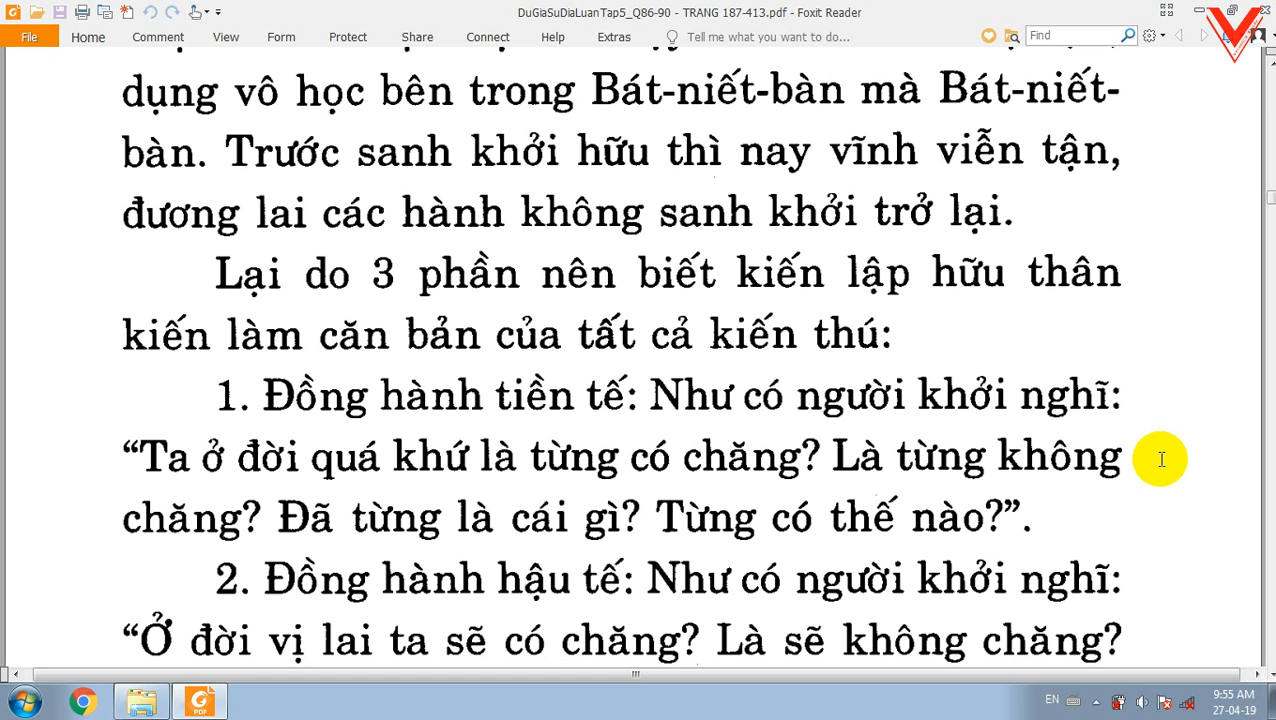 DuGiaSuDiaLuanTap5_Q86-90 - TRANG 187-413.pdf - Foxit Reader
File Home Comment View Form Protect Share Connect Help Extras Tell me what you want to do... Find
dụng vô học bên trong Bát-niết-bàn mà Bát-niết-
bàn. Trước sanh khởi hữu thì nay vĩnh viễn tận,
đương lai các hành không sanh khởi trở lại.
Lại do 3 phần nên biết kiến lập hữu thân
kiến làm căn bản của tất cả kiến thú:
1. Đồng hành tiền tế: Như có người khởi nghĩ:
“Ta ở đời quá khứ là từng có chăng? Là từng không
chăng? Đã từng là cái gì? Từng có thế nào?”.
2. Đồng hành hậu tế: Như có người khởi nghĩ:
“Ở đời vị lai ta sẽ có chăng? Là sẽ không chăng?
PDF EN 9:55 AM
27-04-19